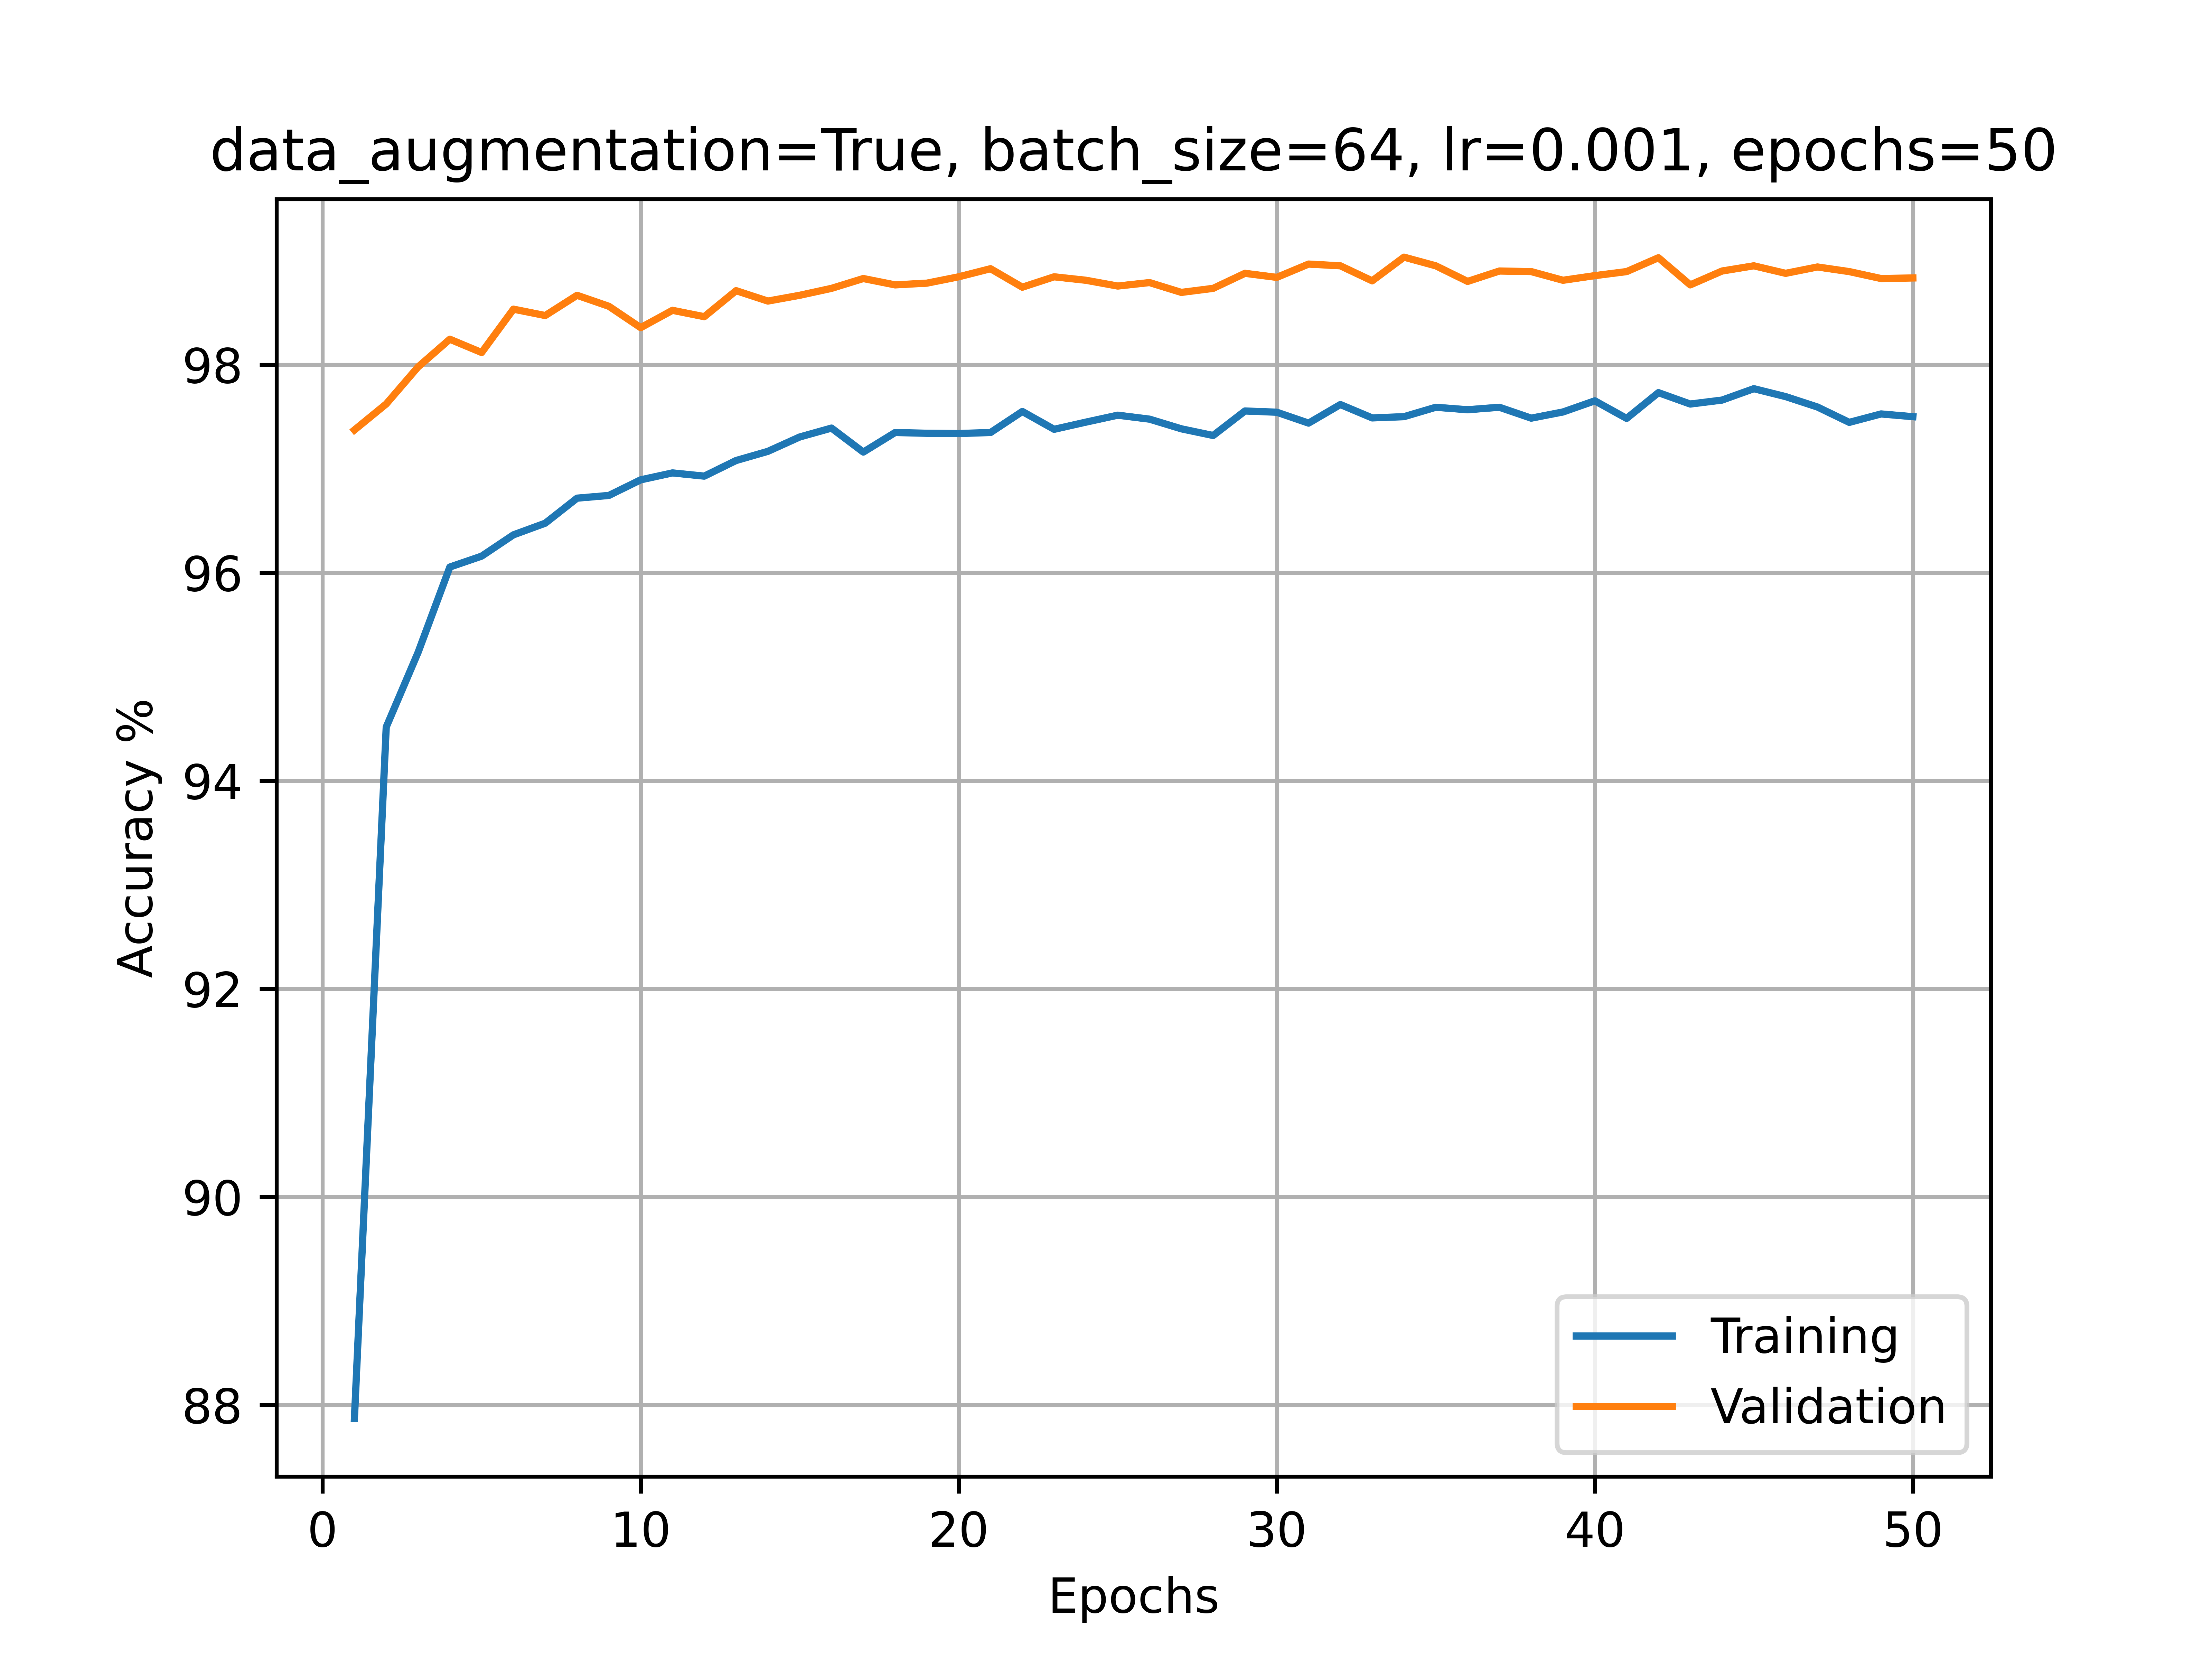 data_augmentation=True, batch_size=64, lr=0.001, epochs=50
Accuracy %
98
96
94
92
90
88
0 10 20 30 40 50
Epochs
Training
Validation